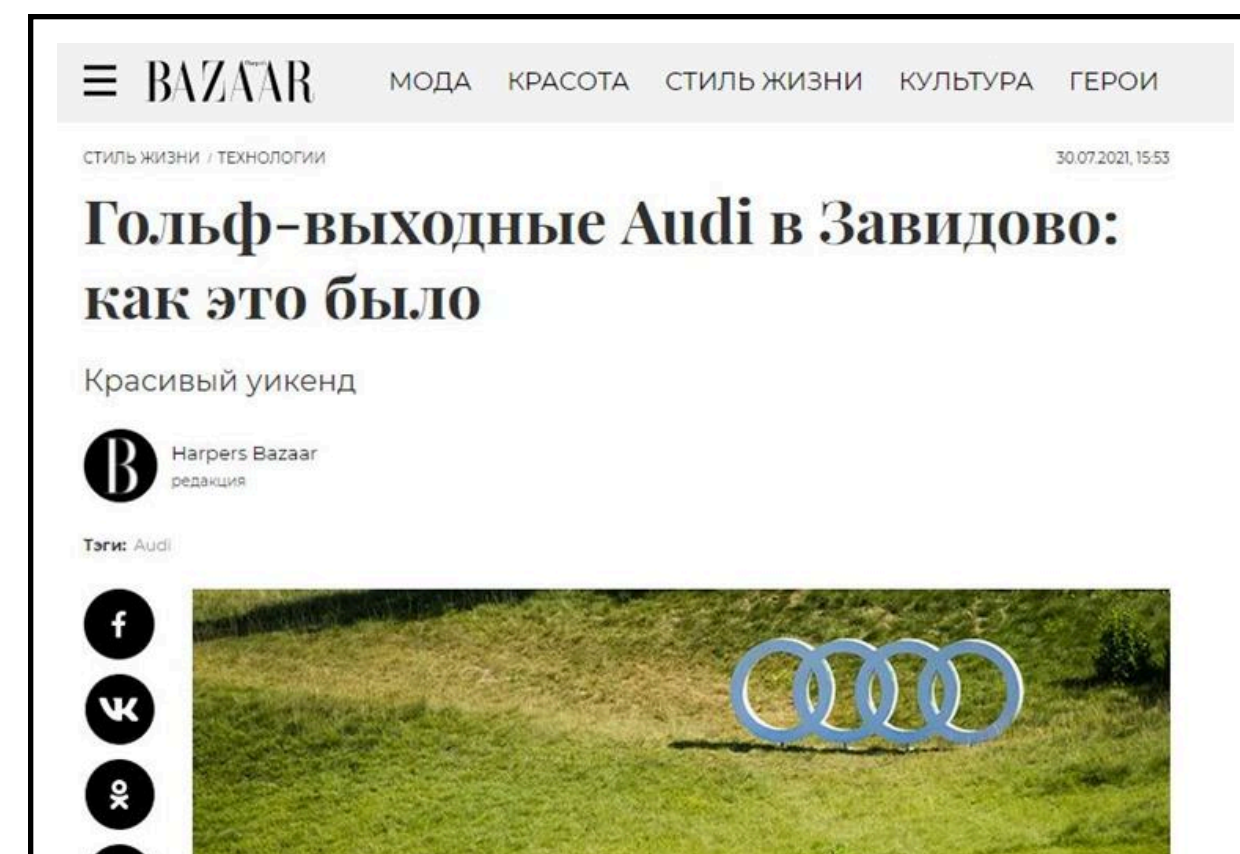 Harper's BAZAAR МОДА КРАСОТА СТИЛЬ ЖИЗНИ КУЛЬТУРА ГЕРОИ
СТИЛЬ ЖИЗНИ / ТЕХНОЛОГИИ 30.07.2021, 15:53
Гольф-выходные Audi в Завидово:
как это было
Красивый уикенд
B
Harpers Bazaar
редакция
Тэги: Audi